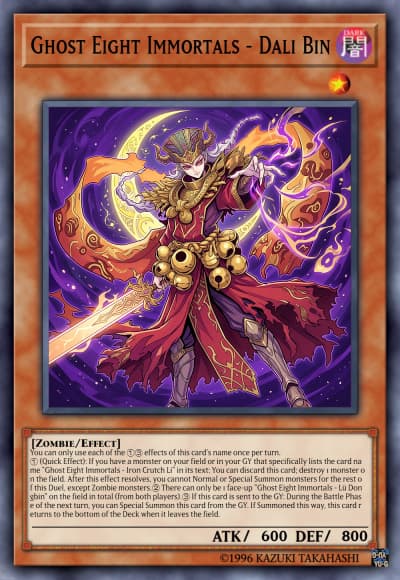 GHOST EIGHT IMMORTALS - DALI BIN
DARK
闇
[ZOMBIE/EFFECT]
You can only use each of the ①③ effects of this card's name once per turn.
① (Quick Effect): If you have a monster on your field or in your GY that specifically lists the card na
me "Ghost Eight Immortals - Iron Crutch Li" in its text: You can discard this card; destroy 1 monster o
n the field. After this effect resolves, you cannot Normal or Special Summon monsters for the rest o
f this Duel, except Zombie monsters.② There can only be 1 face-up "Ghost Eight Immortals - Lü Don
gbin" on the field in total (from both players).③ If this card is sent to the GY: During the Battle Phas
e of the next turn, you can Special Summon this card from the GY. If Summoned this way, this card r
eturns to the bottom of the Deck when it leaves the field.
ATK/ 600 DEF/ 800
©1996 KAZUKI TAKAHASHI